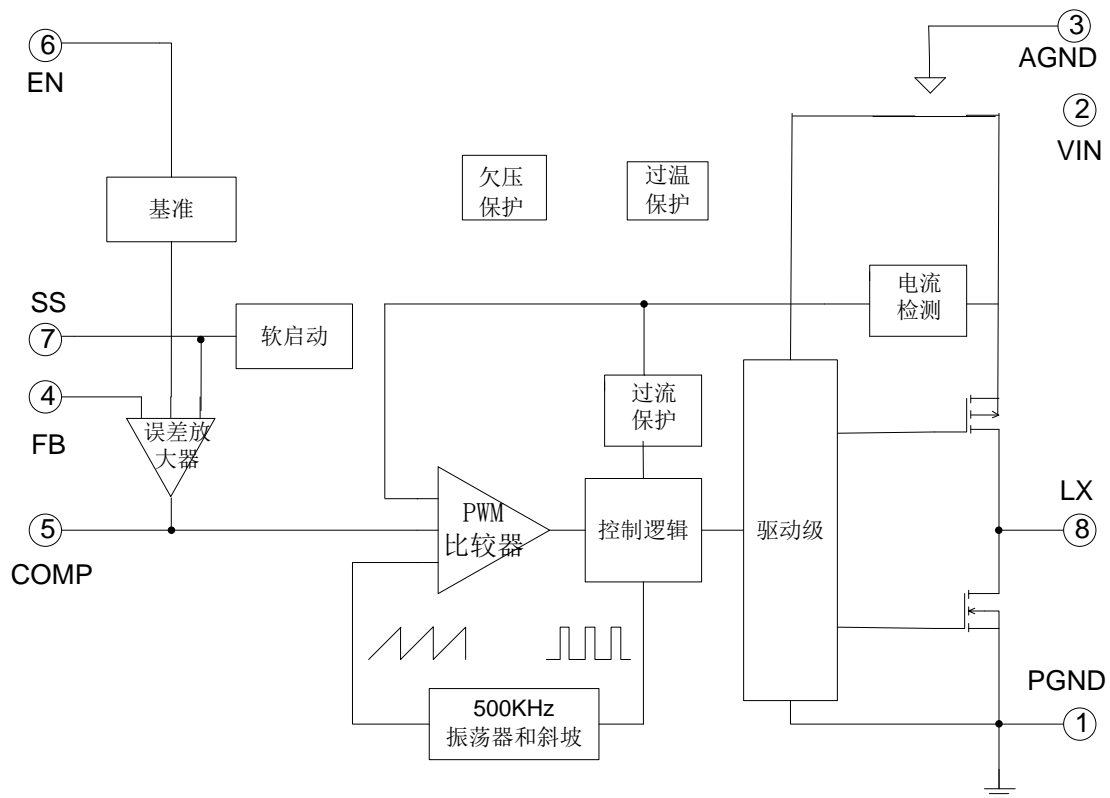 6
EN
3
AGND
2
VIN
欠压
保护
过温
保护
基准
SS
7
软启动
电流
检测
4
FB
误差放
大器
过流
保护
5
COMP
PWM
比较器
控制逻辑
驱动级
LX
8
500KHz
振荡器和斜坡
PGND
1